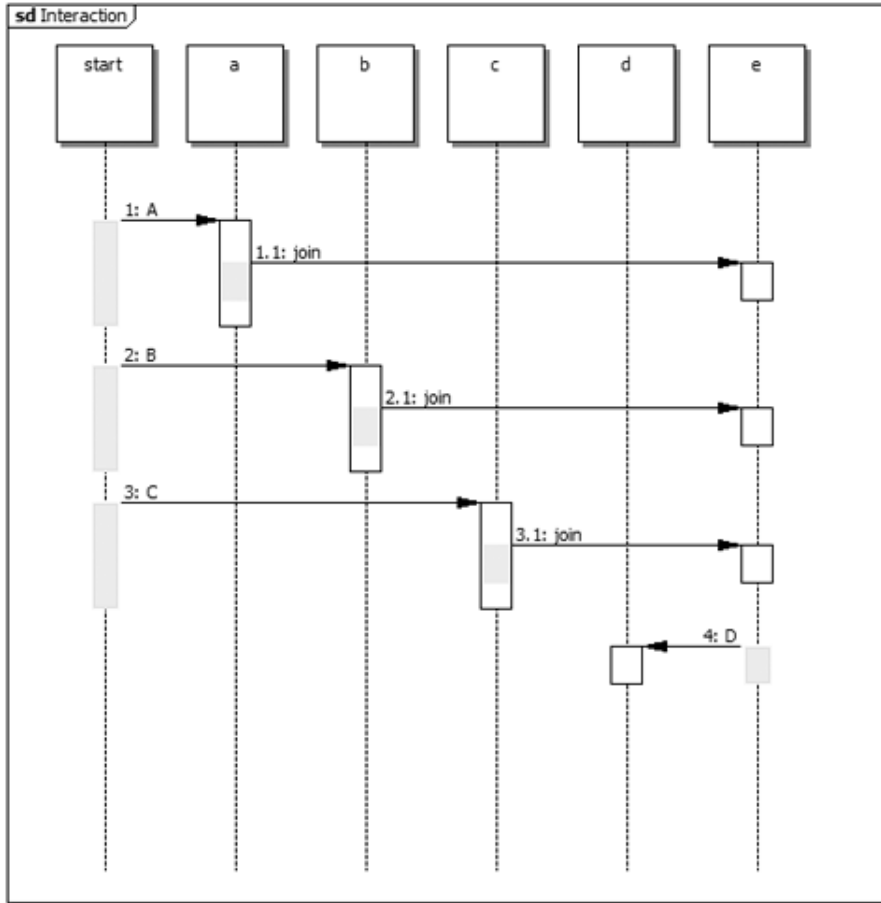 sd Interaction
start
a
b
c
d
e
1: A
1.1: join
2: B
2.1: join
3: C
3.1: join
4: D